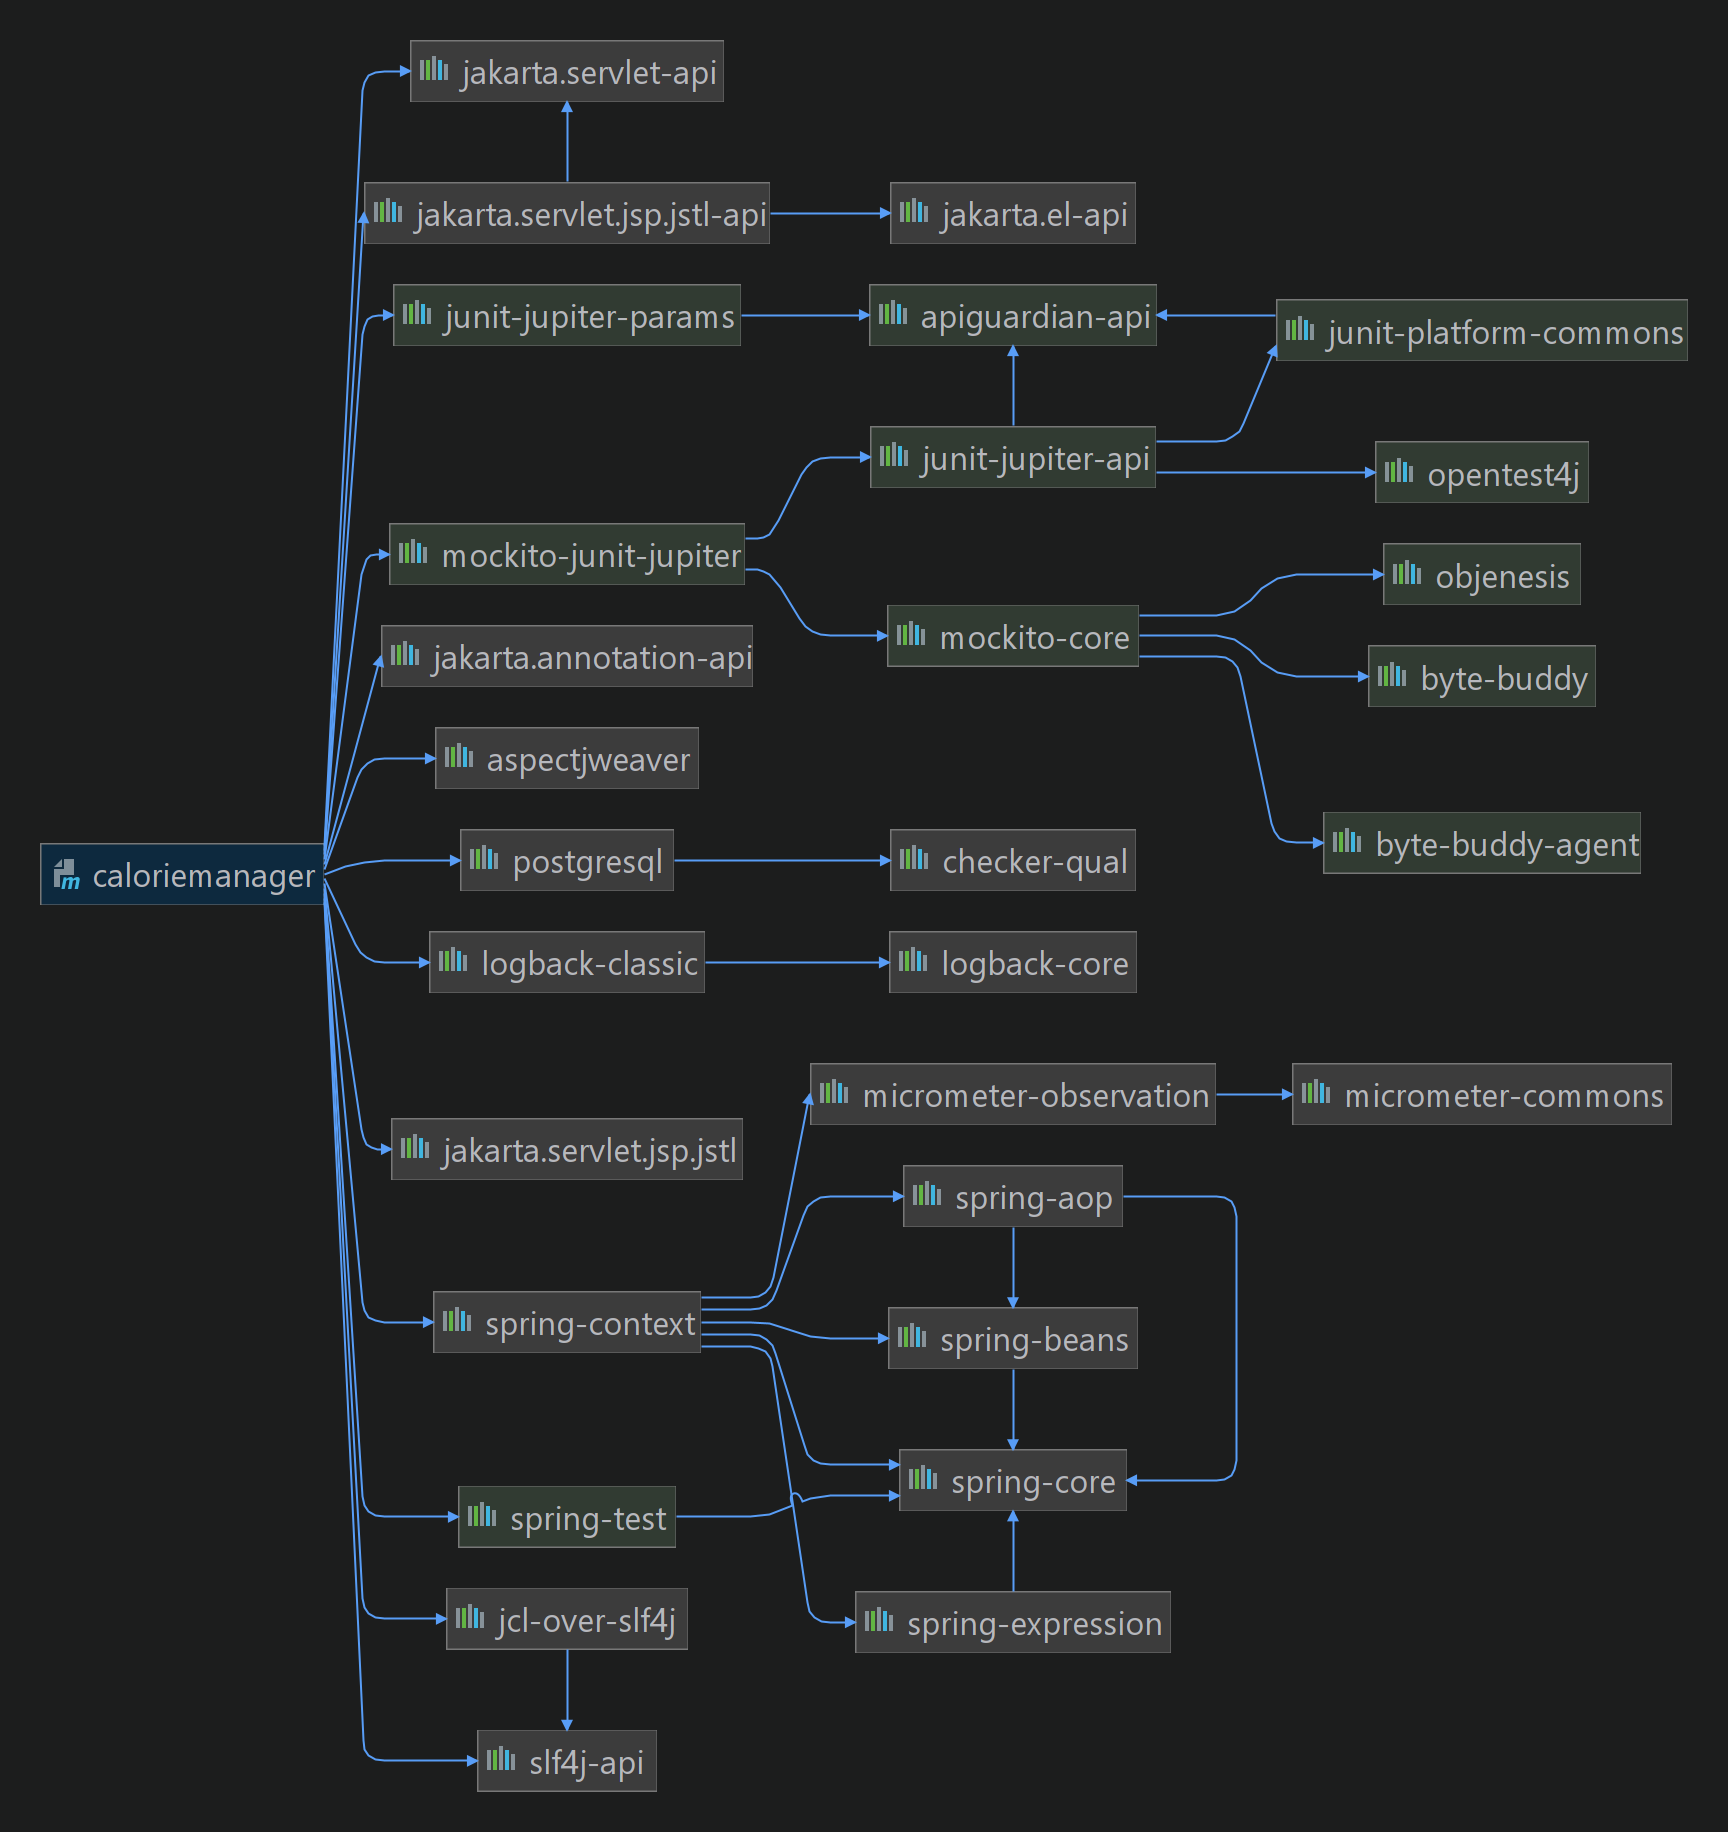 jakarta.servlet-api
jakarta.servlet.jsp.jstl-api
jakarta.el-api
junit-jupiter-params
apiguardian-api
junit-platform-commons
junit-jupiter-api
opentest4j
mockito-junit-jupiter
objenesis
mockito-core
jakarta.annotation-api
byte-buddy
aspectjweaver
byte-buddy-agent
postgresql
checker-qual
caloriemanager
logback-classic
logback-core
micrometer-observation
micrometer-commons
jakarta.servlet.jsp.jstl
spring-aop
spring-context
spring-beans
spring-core
spring-test
jcl-over-slf4j
spring-expression
slf4j-api